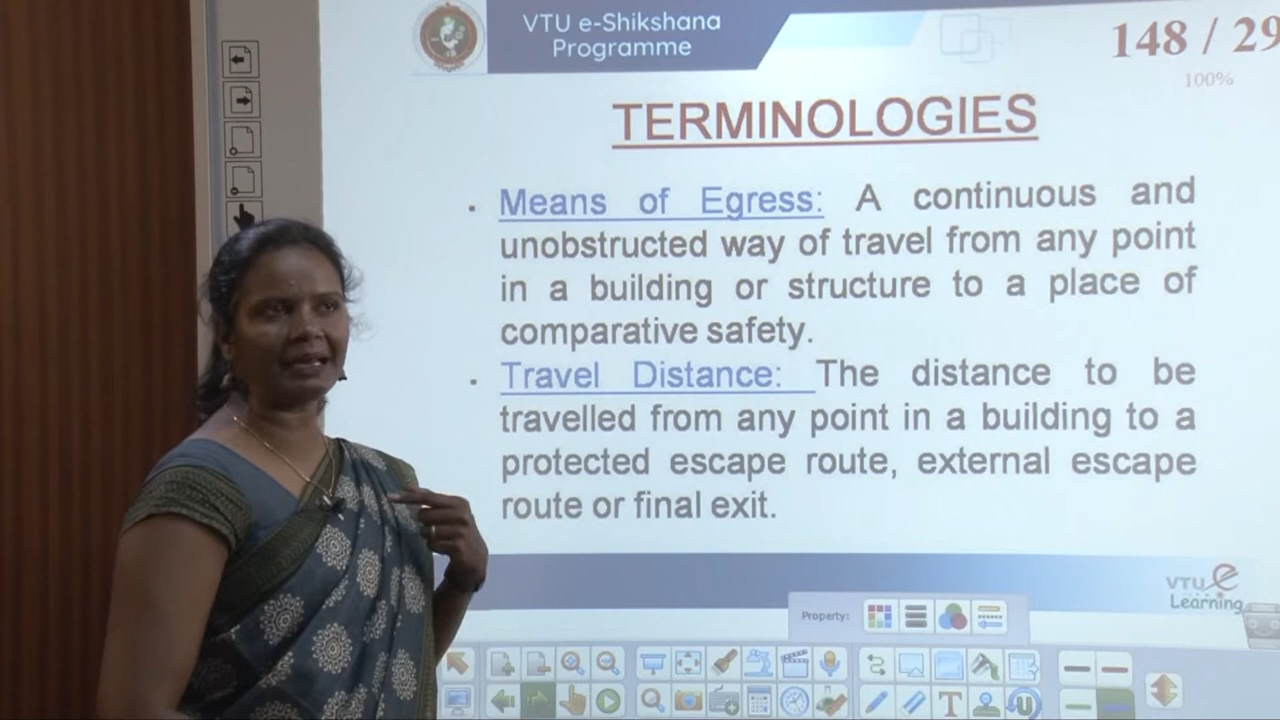 VTU e-Shikshana
Programme
148 / 29
100%
TERMINOLOGIES
Means of Egress: A continuous and
unobstructed way of travel from any point
in a building or structure to a place of
comparative safety.
Travel Distance: The distance to be
travelled from any point in a building to a
protected escape route, external escape
route or final exit.
VTU e
Learning
Property: